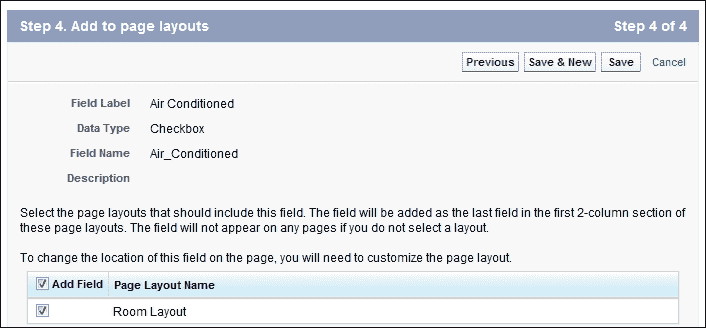 Step 4. Add to page layouts Step 4 of 4
Previous Save & New Save Cancel
Field Label Air Conditioned
Data Type Checkbox
Field Name Air_Conditioned
Description
Select the page layouts that should include this field. The field will be added as the last field in the first 2-column section of
these page layouts. The field will not appear on any pages if you do not select a layout.
To change the location of this field on the page, you will need to customize the page layout.
Add Field Page Layout Name
Room Layout